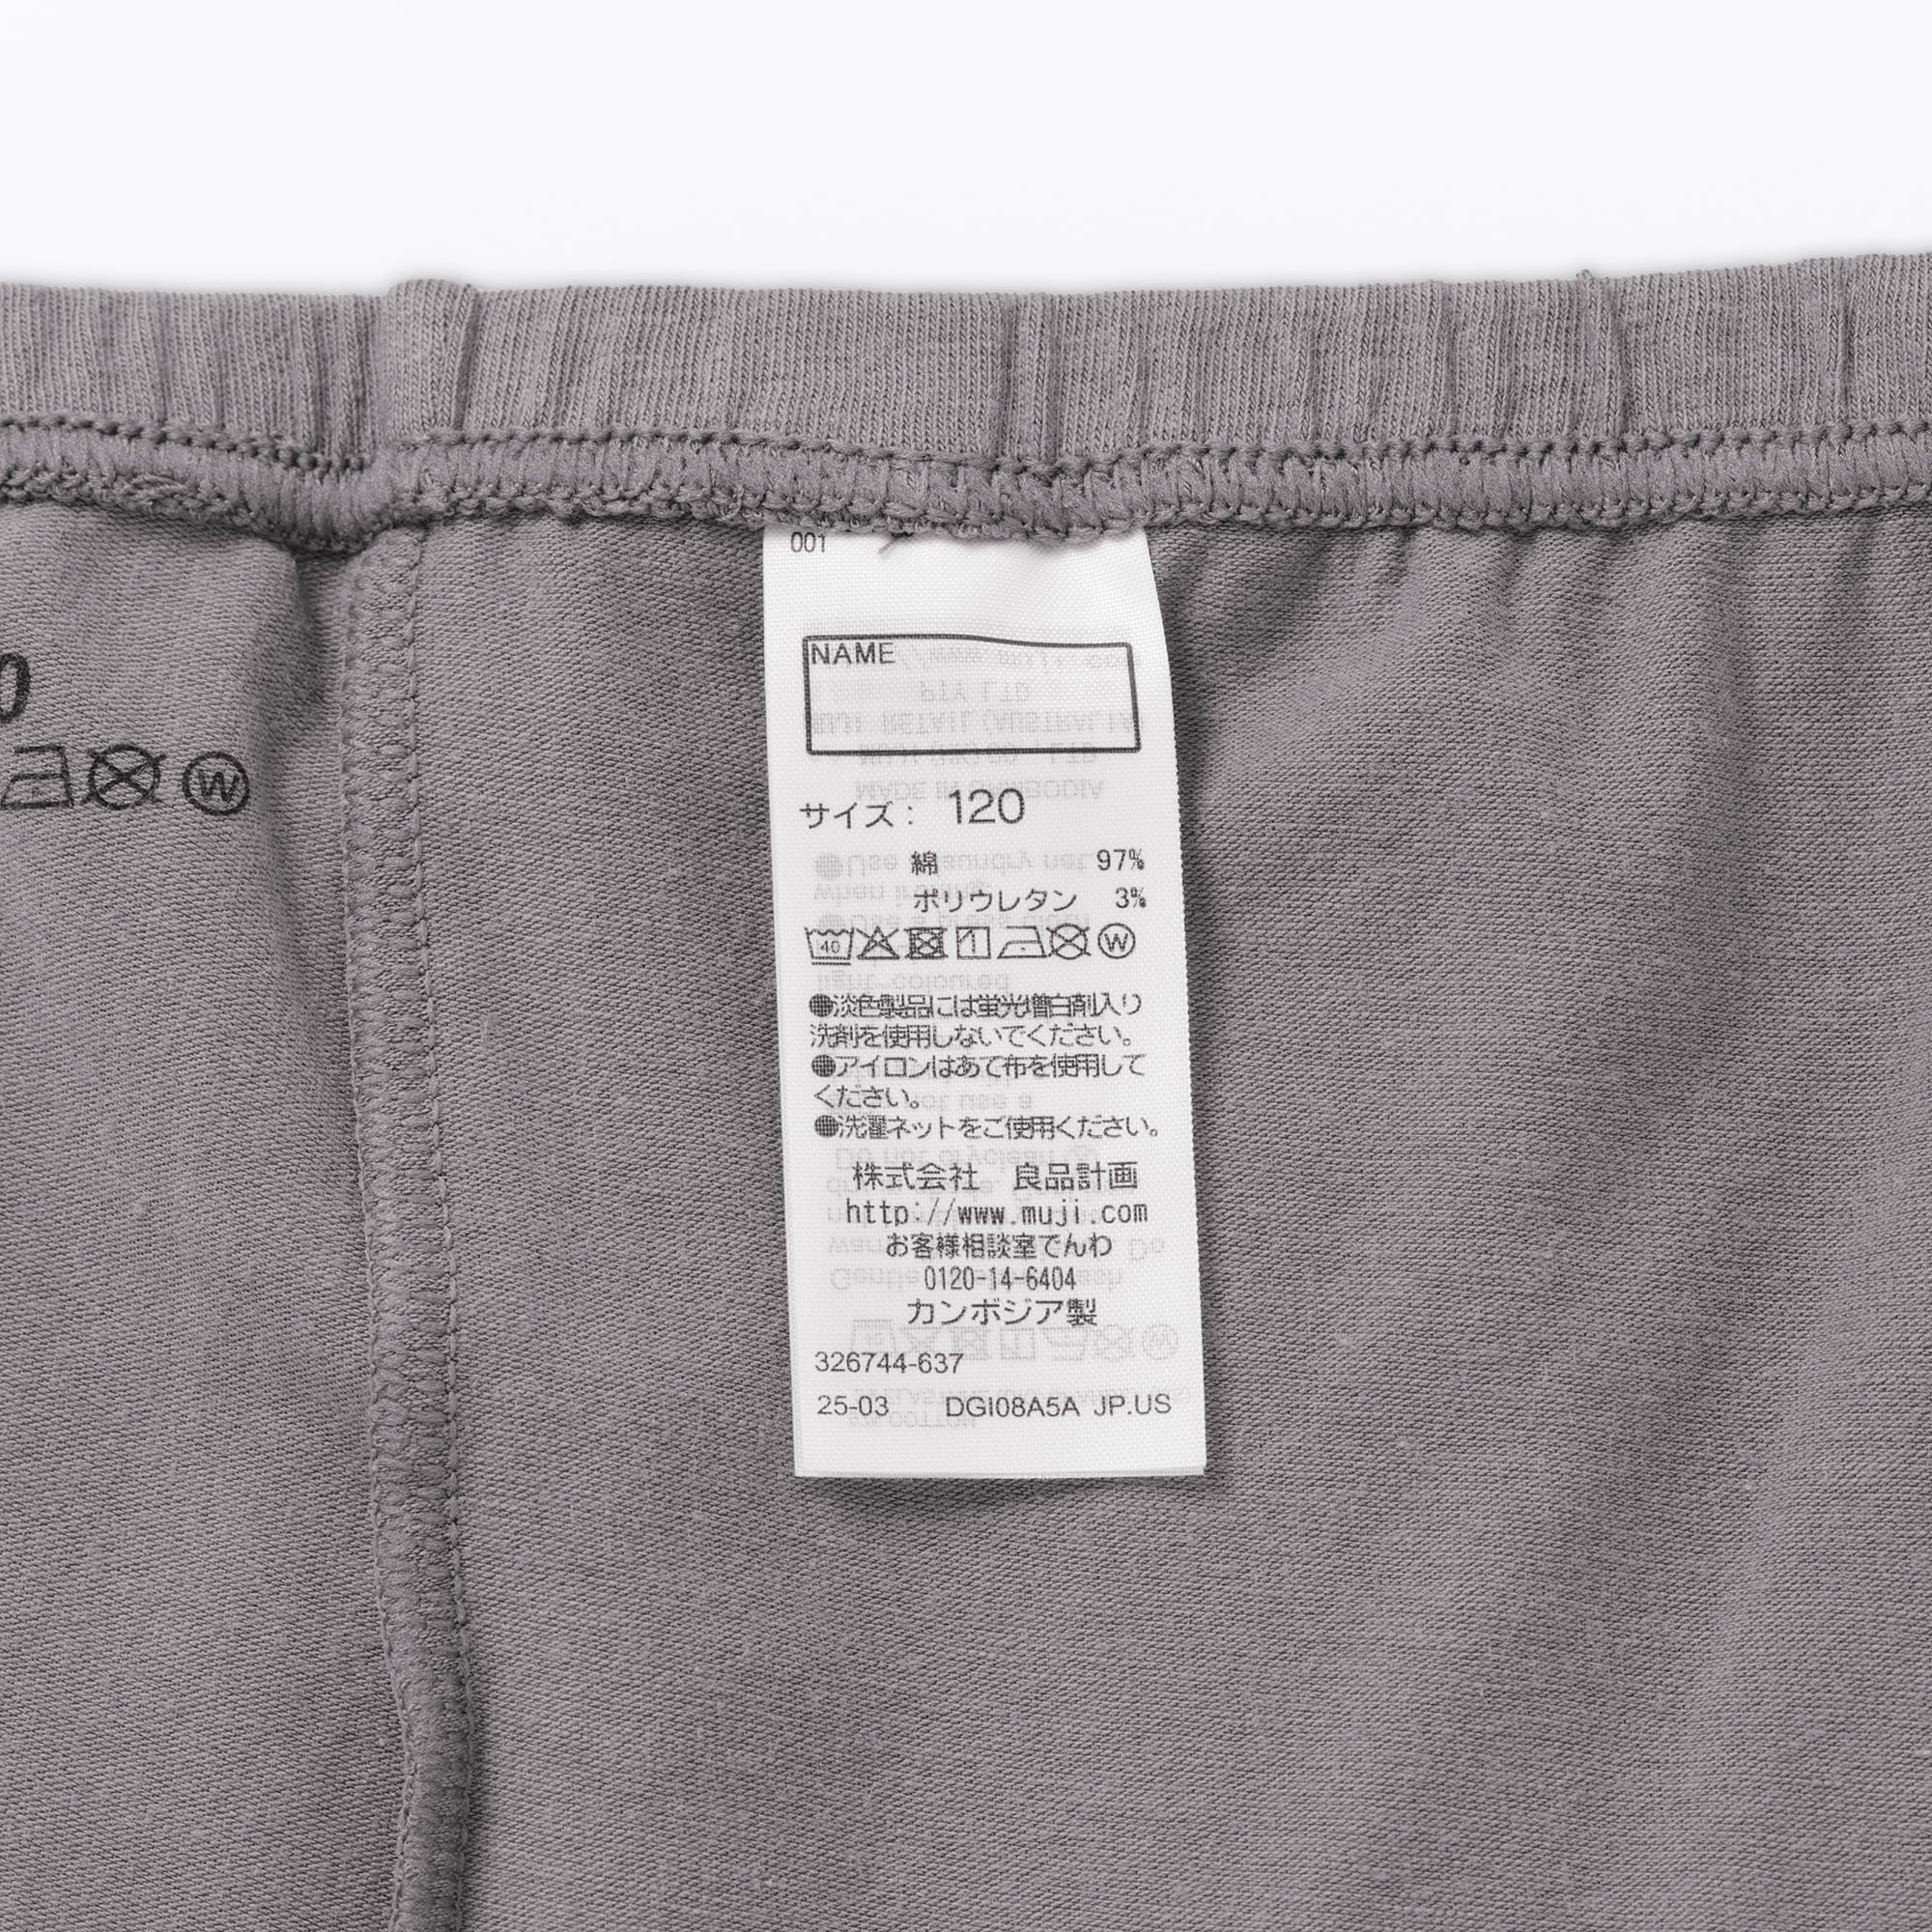 001
NAME
サイズ： 120
綿 97%
ポリウレタン 3%
40
W
●淡色製品には蛍光増白剤入り
洗剤を使用しないでください。
●アイロンはあて布を使用して
ください。
●洗濯ネットをご使用ください。
株式会社 良品計画
http://www.muji.com
お客様相談室でんわ
0120-14-6404
カンボジア製
326744-637
25-03 DGI08A5A JP.US
0
W